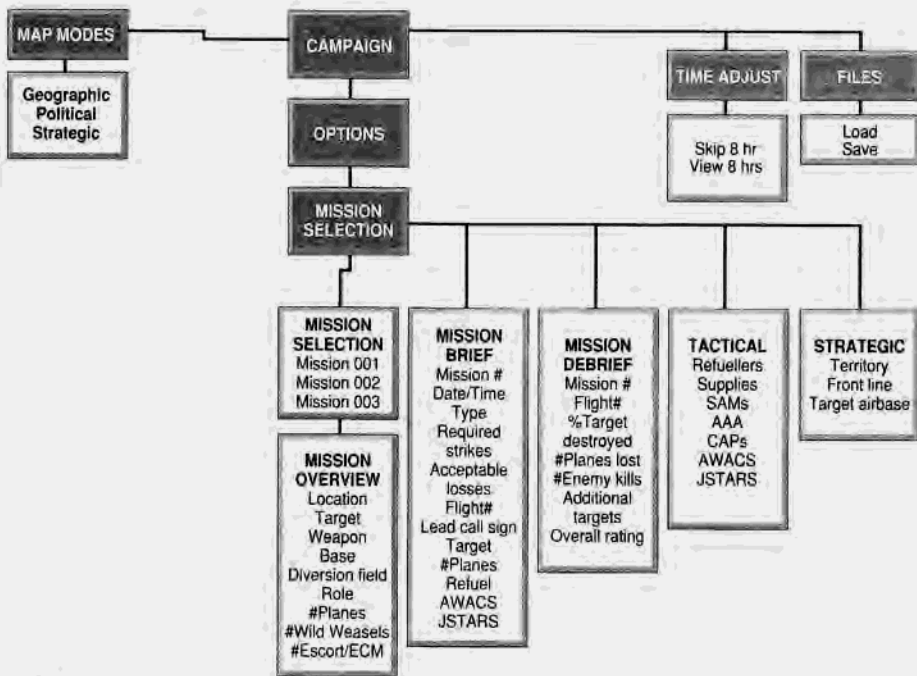 MAP MODES
Geographic
Political
Strategic
CAMPAIGN
OPTIONS
MISSION
SELECTION
TIME ADJUST
Skip 8 hr
View 8 hrs
FILES
Load
Save
MISSION
SELECTION
Mission 001
Mission 002
Mission 003
MISSION
OVERVIEW
Location
Target
Weapon
Base
Diversion field
Role
#Planes
#Wild Weasels
#Escort/ECM
MISSION
BRIEF
Mission #
Date/Time
Type
Required
strikes
Acceptable
losses
Flight#
Lead call sign
Target
#Planes
Refuel
AWACS
JSTARS
MISSION
DEBRIEF
Mission #
Flight#
%Target
destroyed
#Planes lost
#Enemy kills
Additional
targets
Overall rating
TACTICAL
Refuellers
Supplies
SAMs
AAA
CAPs
AWACS
JSTARS
STRATEGIC
Territory
Front line
Target airbase